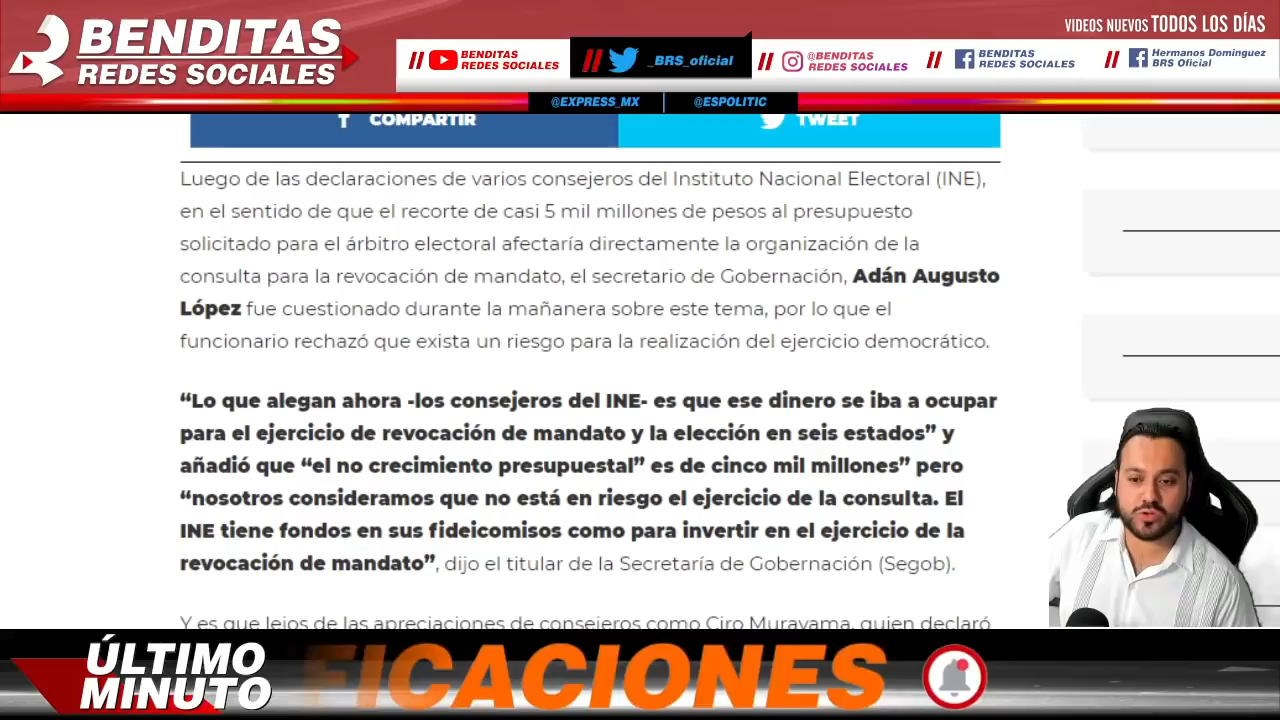 BENDITAS
REDES SOCIALES
VIDEOS NUEVOS TODOS LOS DÍAS
// BENDITAS
REDES SOCIALES
// _BRS_oficial
// @BENDITAS
REDES SOCIALES
// BENDITAS
REDES SOCIALES
// Hermanos Dominguez
BRS Oficial
@EXPRESS_MX
@ESPOLITIC
COMPARTIR
TWEET
Luego de las declaraciones de varios consejeros del Instituto Nacional Electoral (INE),
en el sentido de que el recorte de casi 5 mil millones de pesos al presupuesto
solicitado para el árbitro electoral afectaría directamente la organización de la
consulta para la revocación de mandato, el secretario de Gobernación, Adán Augusto
López fue cuestionado durante la mañanera sobre este tema, por lo que el
funcionario rechazó que exista un riesgo para la realización del ejercicio democrático.
“Lo que alegan ahora -los consejeros del INE- es que ese dinero se iba a ocupar
para el ejercicio de revocación de mandato y la elección en seis estados” y
añadió que “el no crecimiento presupuestal” es de cinco mil millones” pero
“nosotros consideramos que no está en riesgo el ejercicio de la consulta. El
INE tiene fondos en sus fideicomisos como para invertir en el ejercicio de la
revocación de mandato”, dijo el titular de la Secretaría de Gobernación (Segob).
Y es que lejos de las apreciaciones de consejeros como Ciro Murayama, quien declaró
ÚLTIMO
MINUTO
FICACIONES